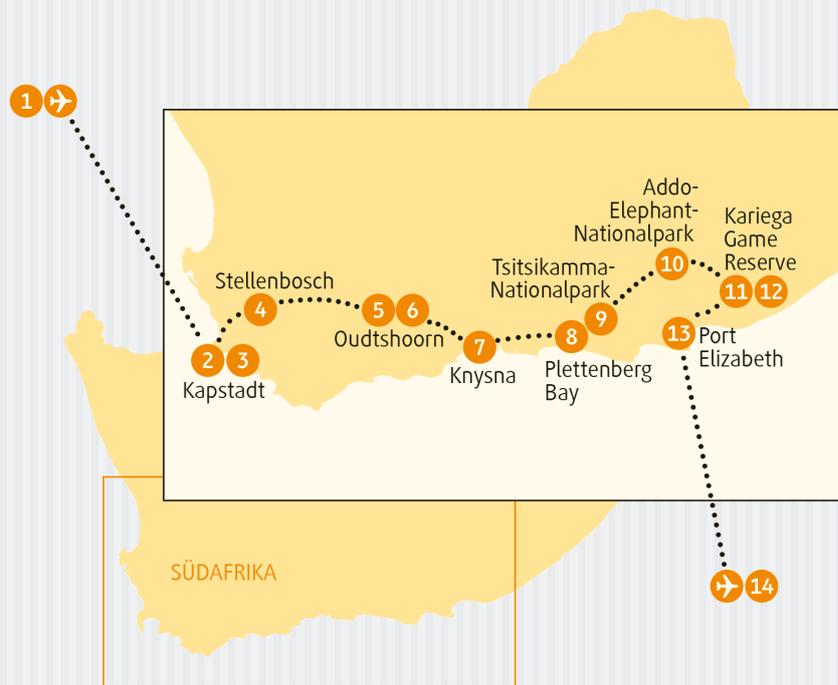 1
Addo-
Elephant-
Nationalpark
10
Kariega
Game
Reserve
11 12
Tsitsikamma-
Nationalpark
9
Stellenbosch
4
5 6
Oudtshoorn
7
Knysna
8
Plettenberg
Bay
13
Port
Elizabeth
2 3
Kapstadt
SÜDAFRIKA
14